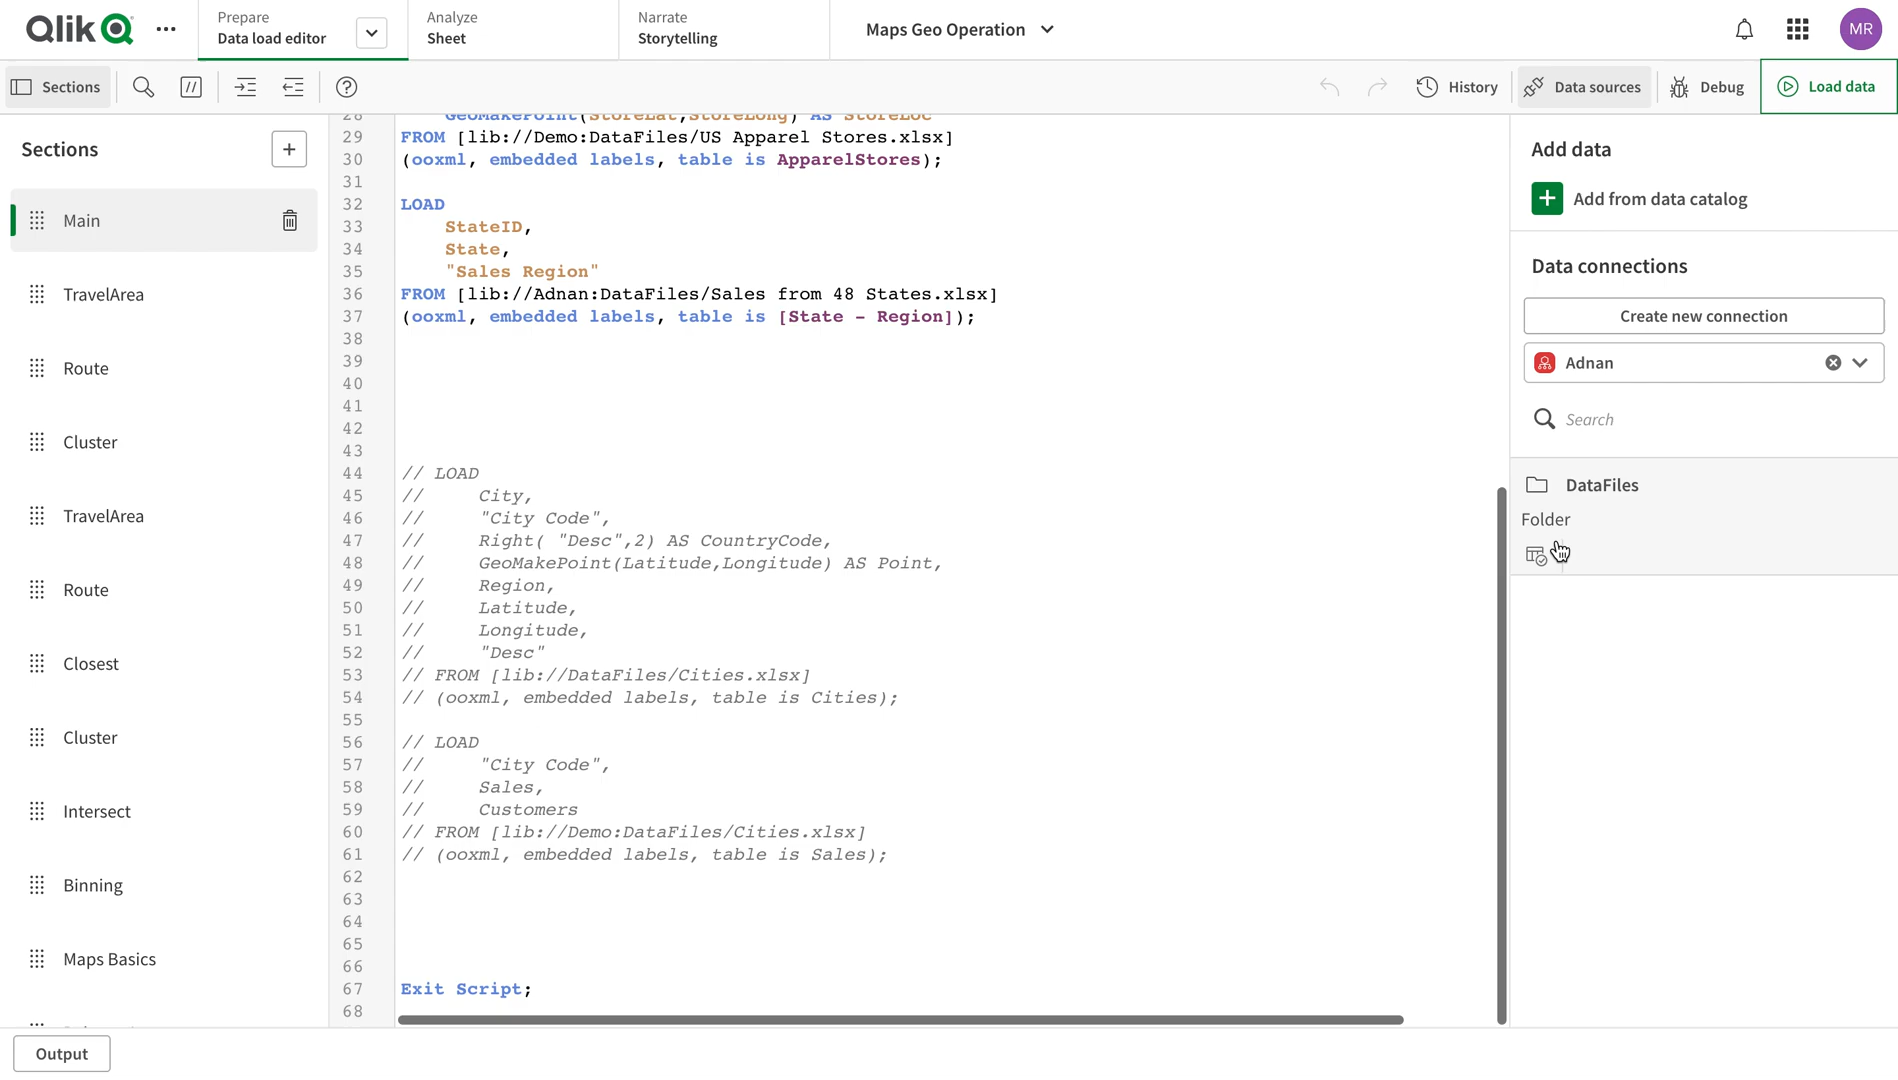 Qlik
Prepare
Data load editor
Analyze
Sheet
Narrate
Storytelling
Maps Geo Operation
MR
Sections
//
?
History
Data sources
Debug
Load data
Sections
+
Main
TravelArea
Route
Cluster
TravelArea
Route
Closest
Cluster
Intersect
Binning
Maps Basics
28 GeoMakePoint(StoreLat,StoreLong) AS StoreLoc
29 FROM [lib://Demo:DataFiles/US Apparel Stores.xlsx]
30 (ooxml, embedded labels, table is ApparelStores);
31
32 LOAD
33 StateID,
34 State,
35 "Sales Region"
36 FROM [lib://Adnan:DataFiles/Sales from 48 States.xlsx]
37 (ooxml, embedded labels, table is [State - Region]);
38
39
40
41
42
43
44 // LOAD
45 // City,
46 // "City Code",
47 // Right( "Desc",2) AS CountryCode,
48 // GeoMakePoint(Latitude,Longitude) AS Point,
49 // Region,
50 // Latitude,
51 // Longitude,
52 // "Desc"
53 // FROM [lib://DataFiles/Cities.xlsx]
54 // (ooxml, embedded labels, table is Cities);
55
56 // LOAD
57 // "City Code",
58 // Sales,
59 // Customers
60 // FROM [lib://Demo:DataFiles/Cities.xlsx]
61 // (ooxml, embedded labels, table is Sales);
62
63
64
65
66
67 Exit Script;
68
Add data
Add from data catalog
Data connections
Create new connection
Adnan
Search
DataFiles
Folder
Output